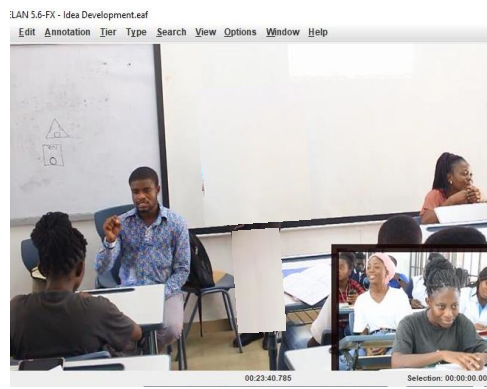 ELAN 5.6-FX - Idea Development.eaf
Edit Annotation Tier Type Search View Options Window Help
00:23:40.785
Selection: 00:00:00.00